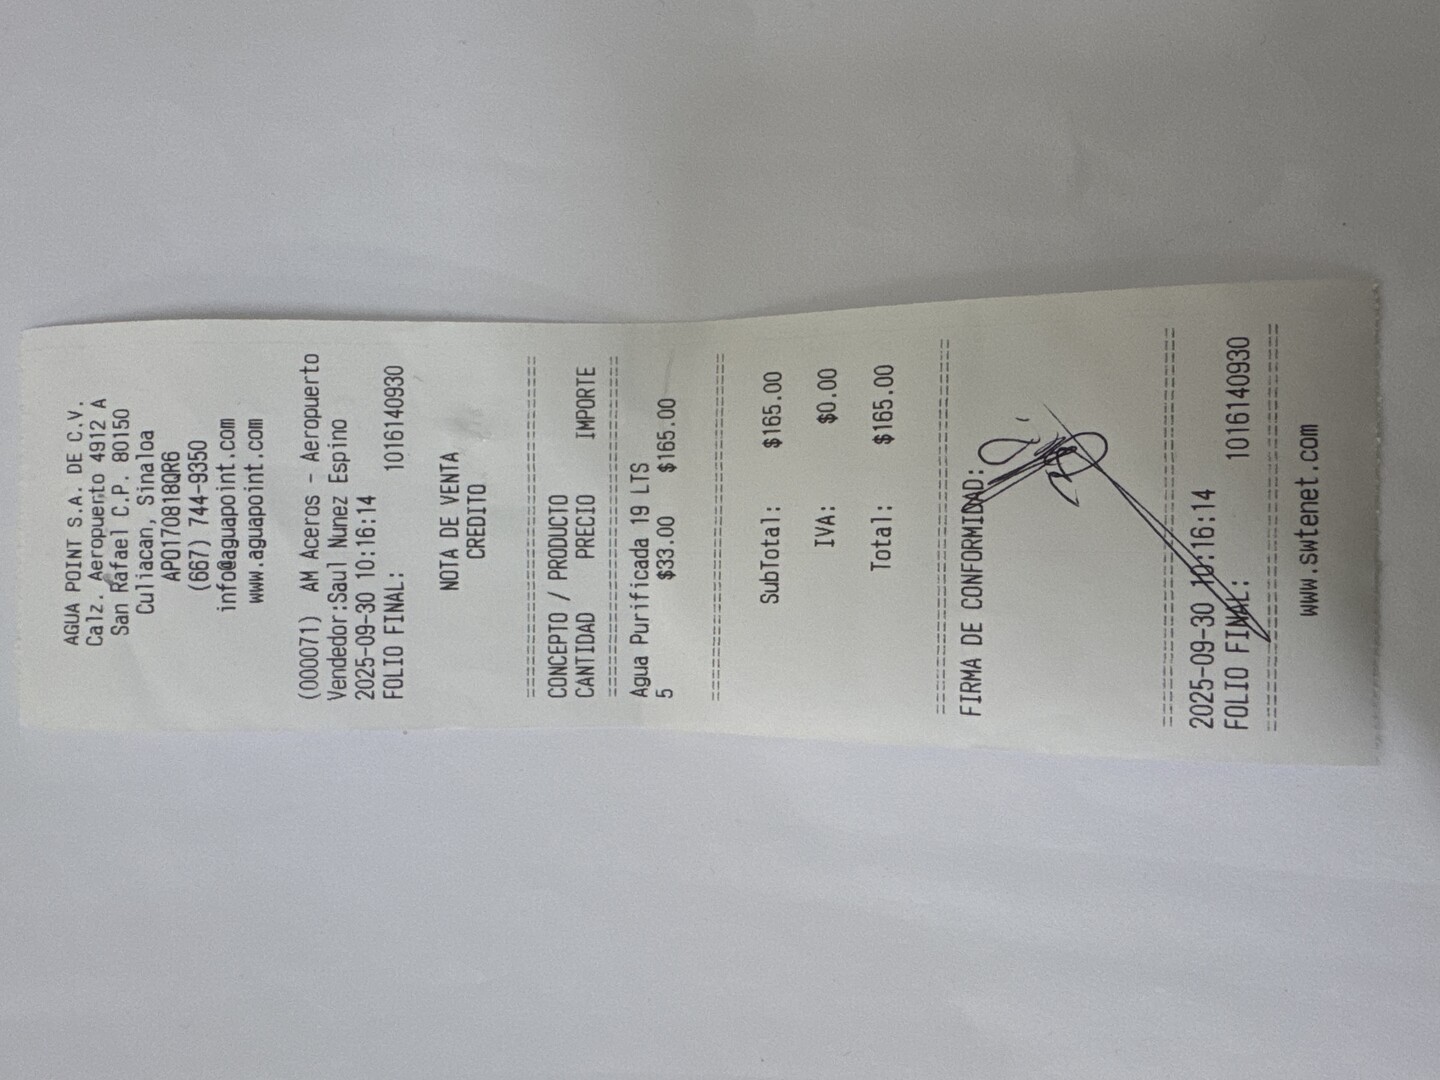 AGUA POINT S.A. DE C.V.
Calz. Aeropuerto 4912 A
San Rafael C.P. 80150
Culiacan, Sinaloa
APO170818QR6
(667) 744-9350
info@aguapoint.com
www.aguapoint.com
(000071) AM Aceros - Aeropuerto
Vendedor:Saul Nunez Espino
2025-09-30 10:16:14
FOLIO FINAL: 1016140930
NOTA DE VENTA
CREDITO
================================
CONCEPTO / PRODUCTO
CANTIDAD PRECIO IMPORTE
================================
Agua Purificada 19 LTS
5 $33.00 $165.00
================================
SubTotal: $165.00
IVA: $0.00
Total: $165.00
================================
FIRMA DE CONFORMIDAD:
================================
2025-09-30 10:16:14
FOLIO FINAL: 1016140930
================================
www.swtenet.com